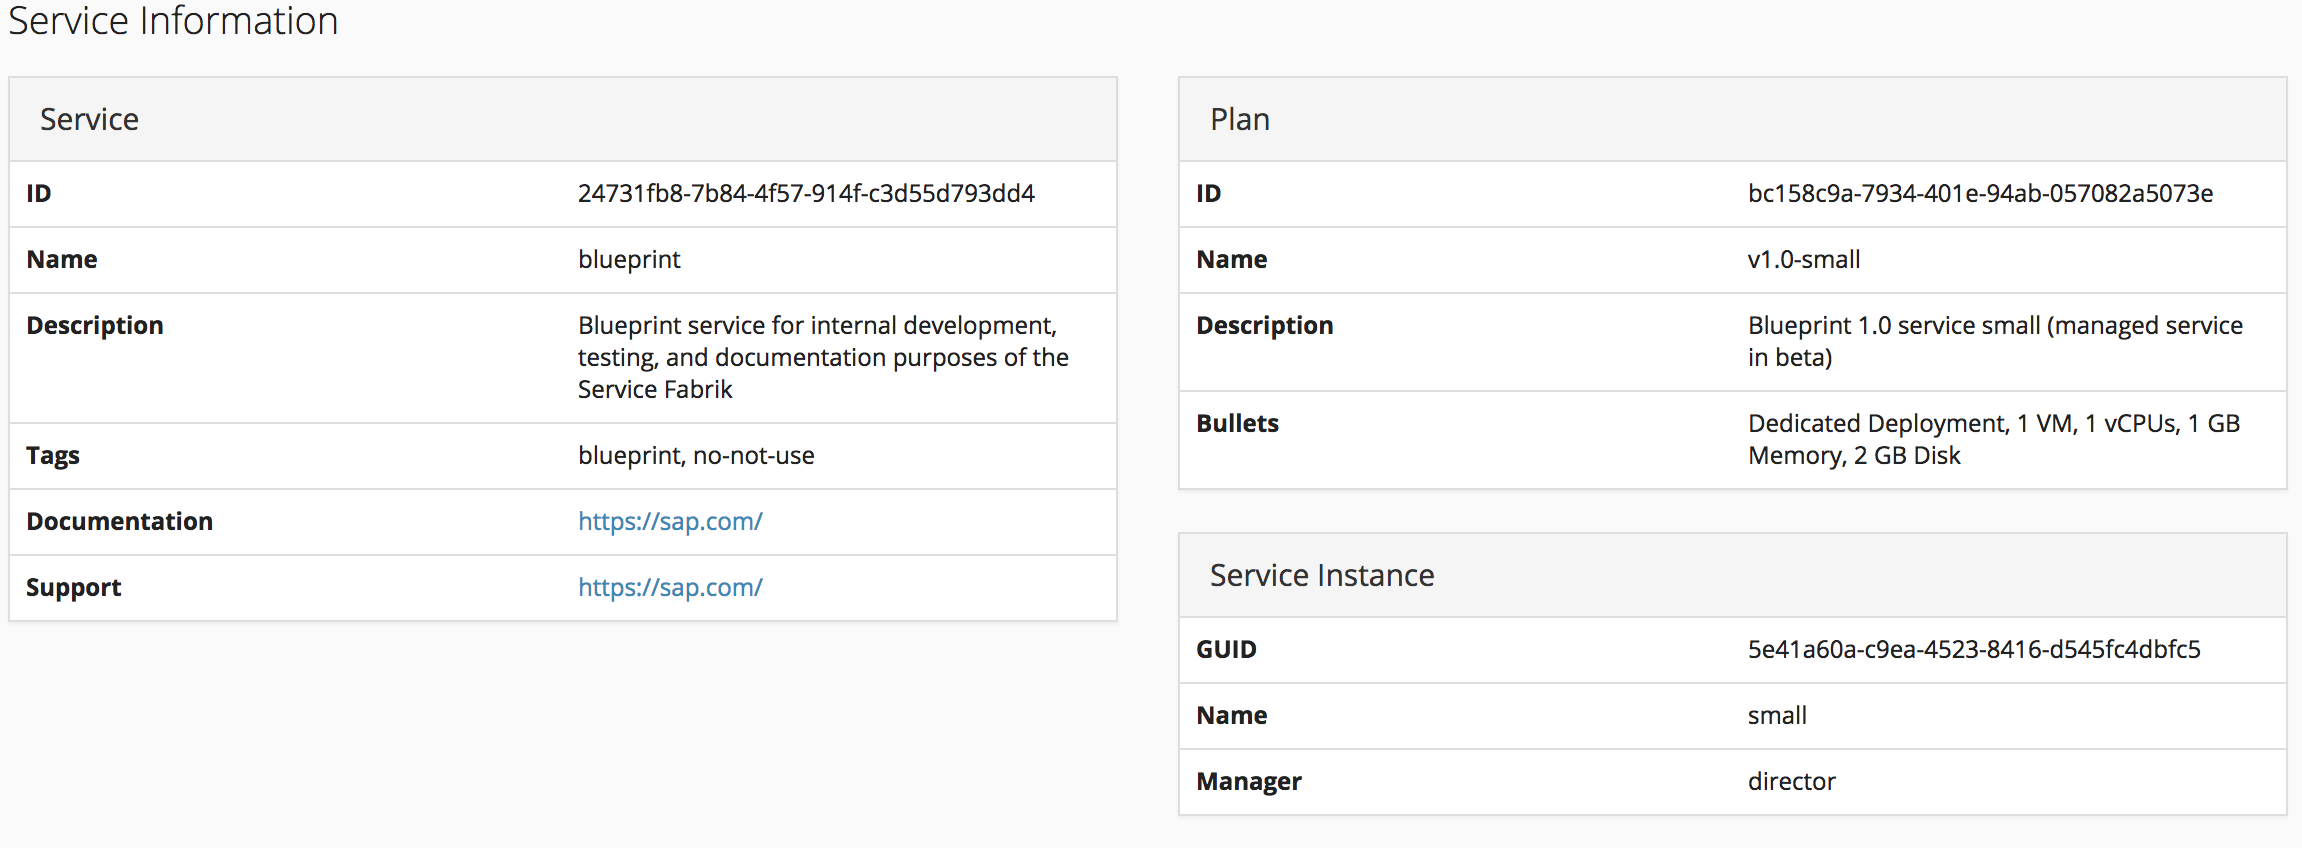 Service Information
Service
ID 24731fb8-7b84-4f57-914f-c3d55d793dd4
Name blueprint
Description Blueprint service for internal development,
testing, and documentation purposes of the
Service Fabrik
Tags blueprint, no-not-use
Documentation https://sap.com/
Support https://sap.com/
Plan
ID bc158c9a-7934-401e-94ab-057082a5073e
Name v1.0-small
Description Blueprint 1.0 service small (managed service
in beta)
Bullets Dedicated Deployment, 1 VM, 1 vCPUs, 1 GB
Memory, 2 GB Disk
Service Instance
GUID 5e41a60a-c9ea-4523-8416-d545fc4dbfc5
Name small
Manager director